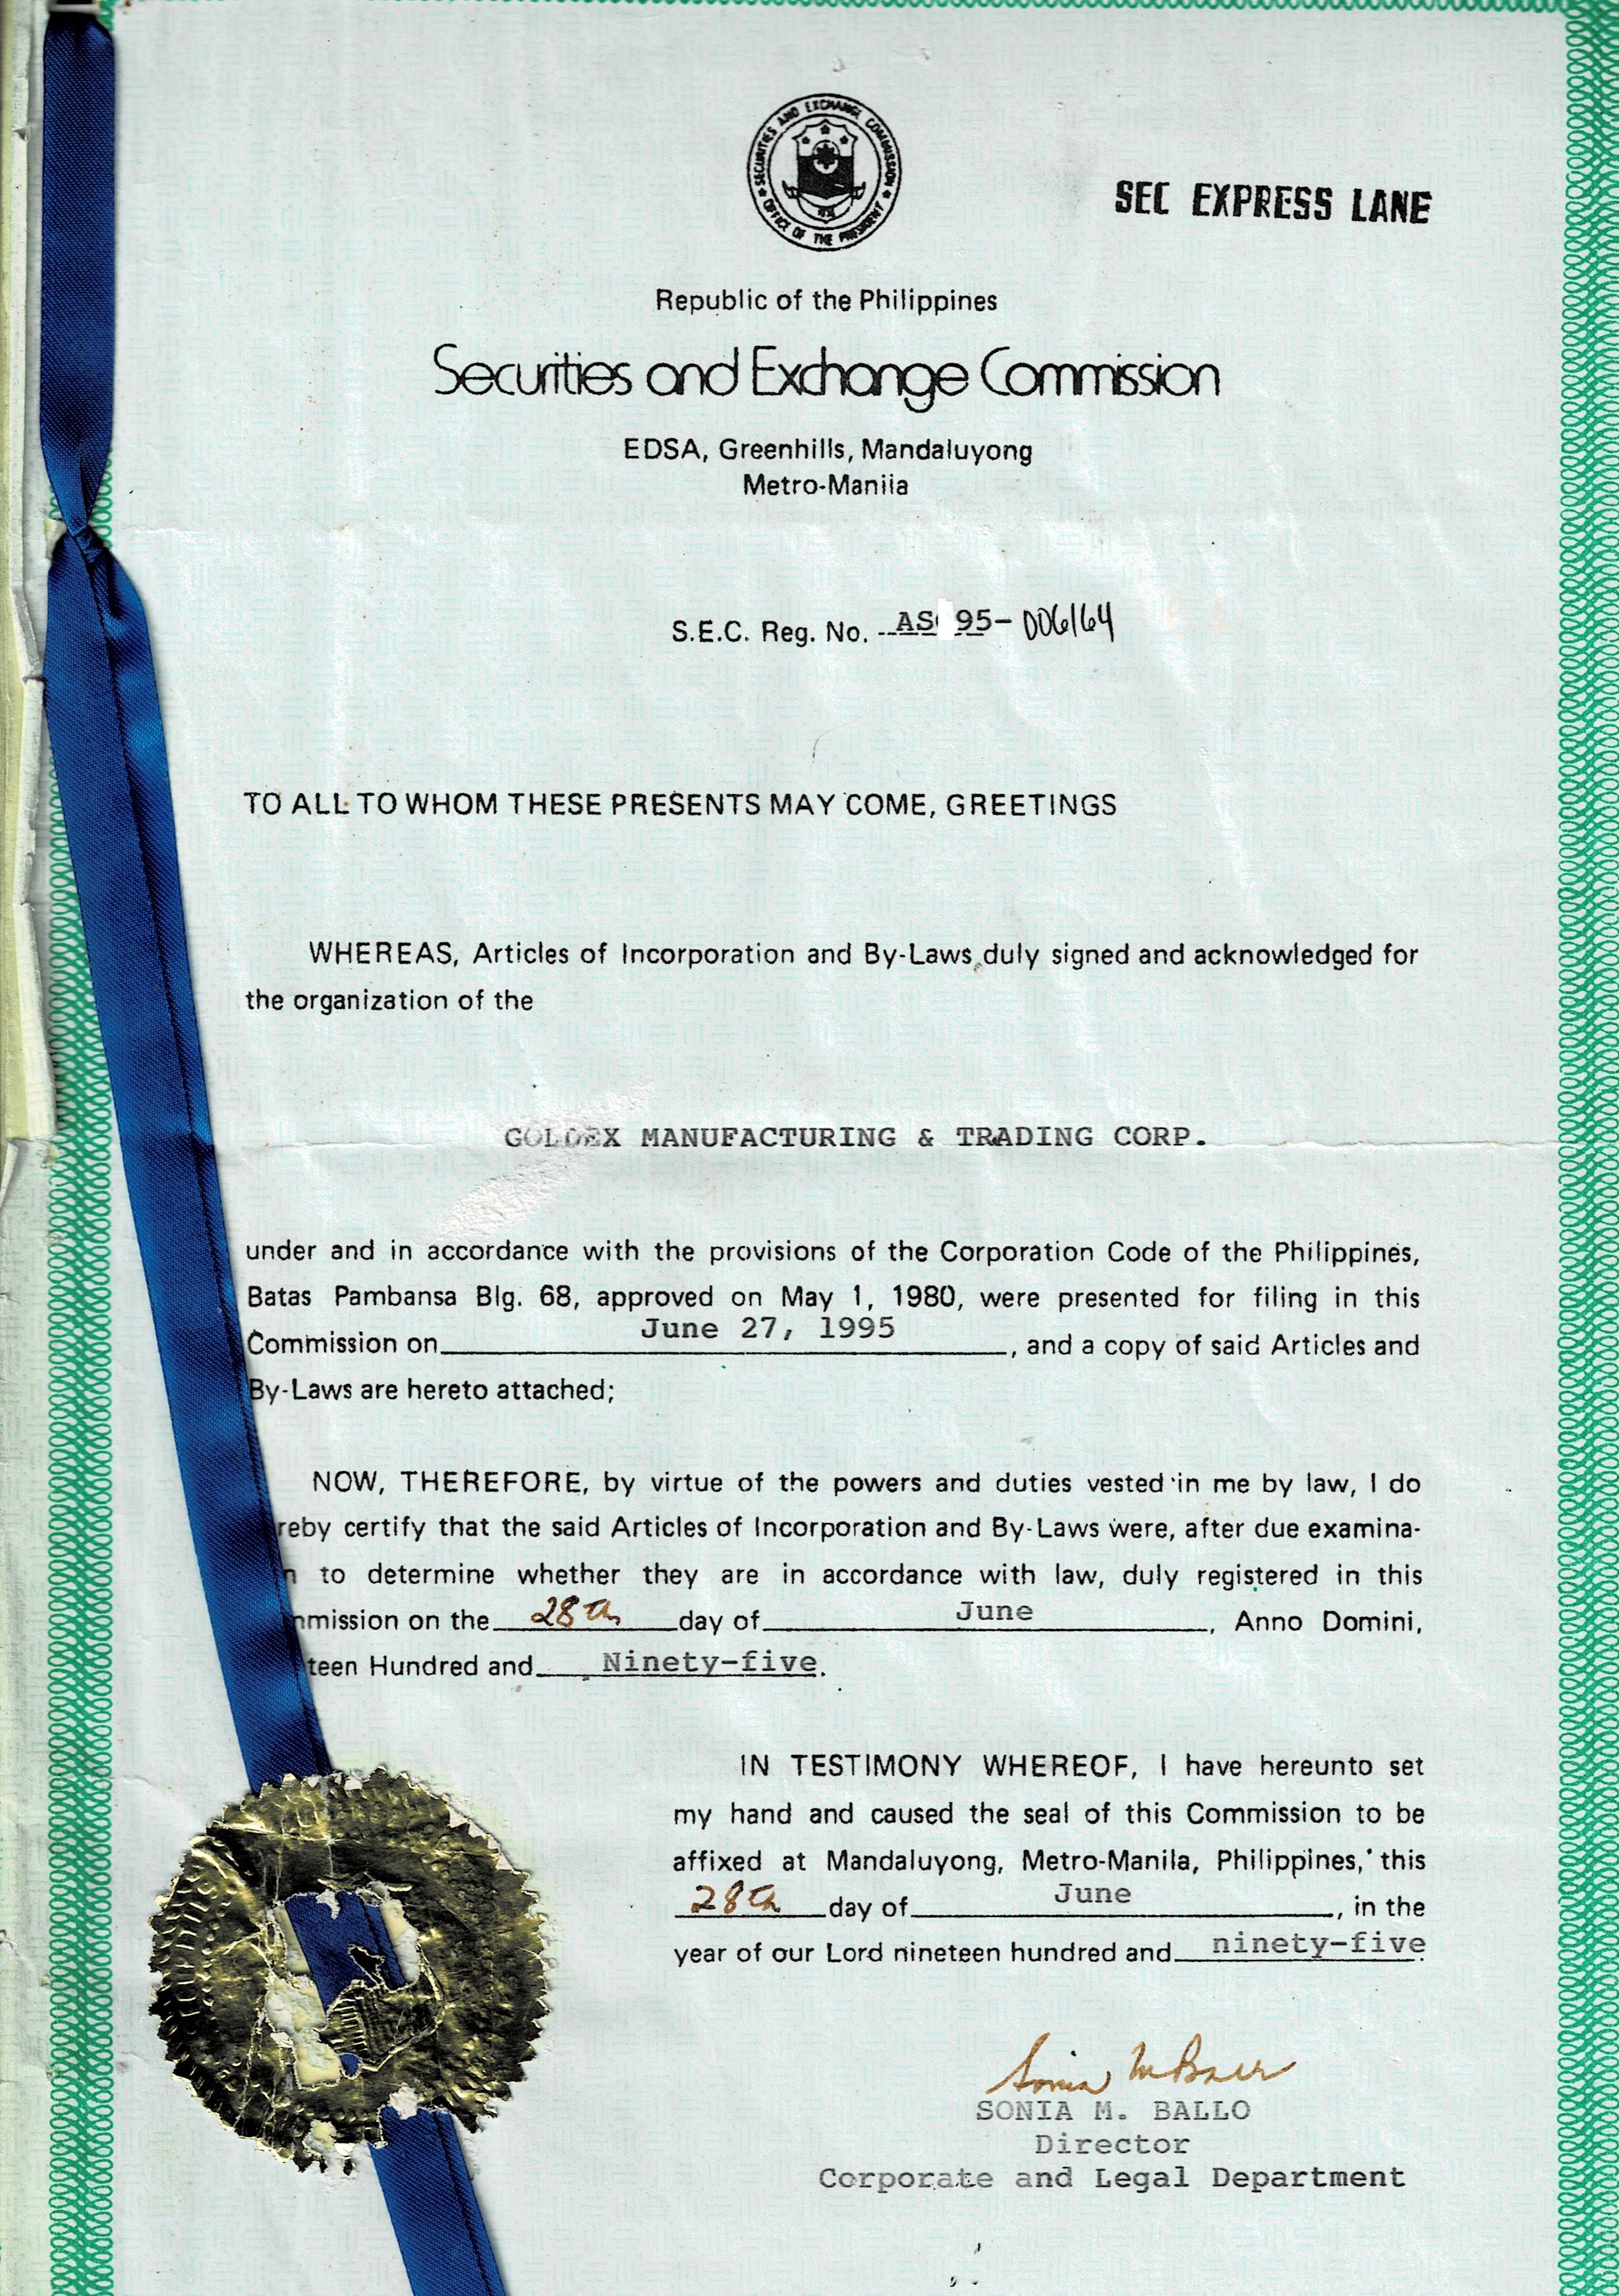 SECURITIES AND EXCHANGE COMMISSION
OFFICE OF THE PRESIDENT
SEC EXPRESS LANE
Republic of the Philippines
Securities and Exchange Commission
EDSA, Greenhills, Mandaluyong
Metro-Manila
S.E.C. Reg. No. AS 95-006164
TO ALL TO WHOM THESE PRESENTS MAY COME, GREETINGS
WHEREAS, Articles of Incorporation and By-Laws duly signed and acknowledged for
the organization of the
GOLDEX MANUFACTURING & TRADING CORP.
under and in accordance with the provisions of the Corporation Code of the Philippines,
Batas Pambansa Blg. 68, approved on May 1, 1980, were presented for filing in this
Commission on June 27, 1995, and a copy of said Articles and
By-Laws are hereto attached;
NOW, THEREFORE, by virtue of the powers and duties vested in me by law, I do
reby certify that the said Articles of Incorporation and By-Laws were, after due examina-
n to determine whether they are in accordance with law, duly registered in this
mmission on the 28th day of June, Anno Domini,
teen Hundred and Ninety-five.
IN TESTIMONY WHEREOF, I have hereunto set
my hand and caused the seal of this Commission to be
affixed at Mandaluyong, Metro-Manila, Philippines, this
28th day of June, in the
year of our Lord nineteen hundred and ninety-five.
SONIA M. BALLO
Director
Corporate and Legal Department